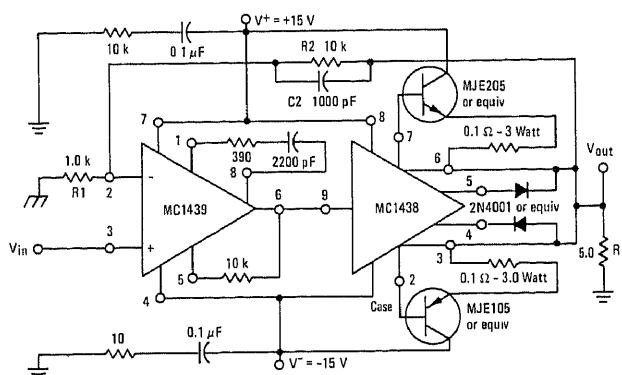 V+ = +15 V
10 k
0 1 µF
R2 10 k
C2 1000 pF
MJE205
or equiv
7
1
390
2200 pF
8
8
7
0.1 Ω - 3 Watt
1.0 k
R1
2
-
MC1439
8
6
9
MC1438
6
5
2N4001 or equiv
4
Vout
Vin
3
+
5
10 k
4
3
0.1 Ω - 3.0 Watt
5.0
R
2
Case
MJE105
or equiv
10
0.1 µF
V- = -15 V